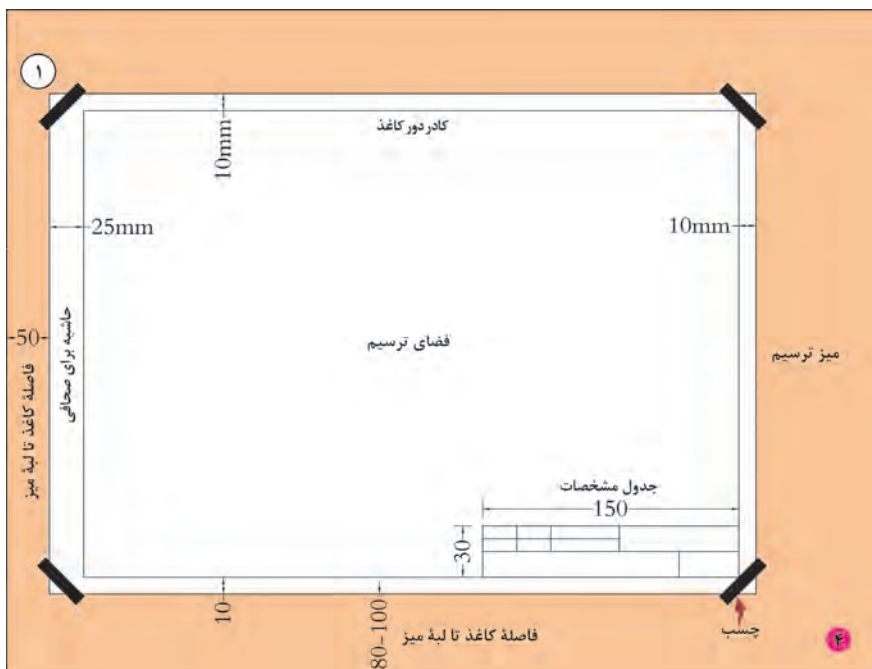 ۱
کادر دور کاغذ
10mm
25mm
10mm
حاشیه برای صحافی
50
فاصلهٔ کاغذ تا لبهٔ میز
فضای ترسیم
میز ترسیم
جدول مشخصات
150
30
10
80-100
فاصلهٔ کاغذ تا لبهٔ میز
چسب
۴